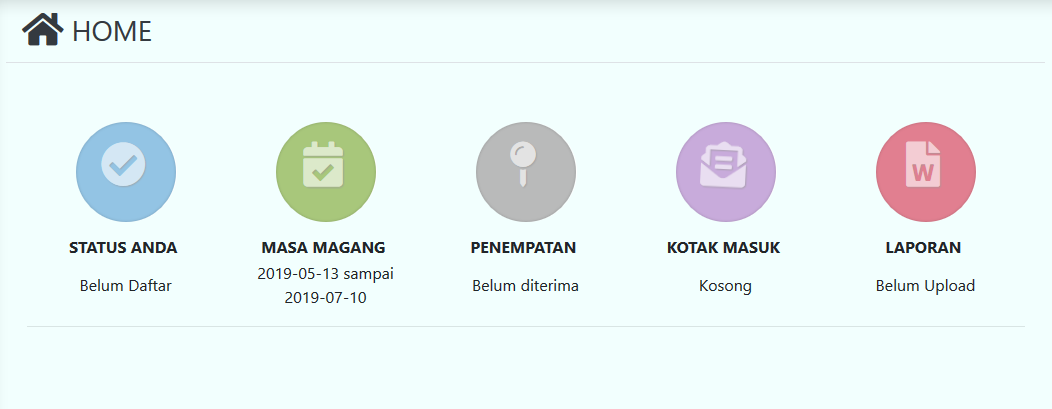 HOME
STATUS ANDA
Belum Daftar
MASA MAGANG
2019-05-13 sampai
2019-07-10
PENEMPATAN
Belum diterima
KOTAK MASUK
Kosong
W
LAPORAN
Belum Upload